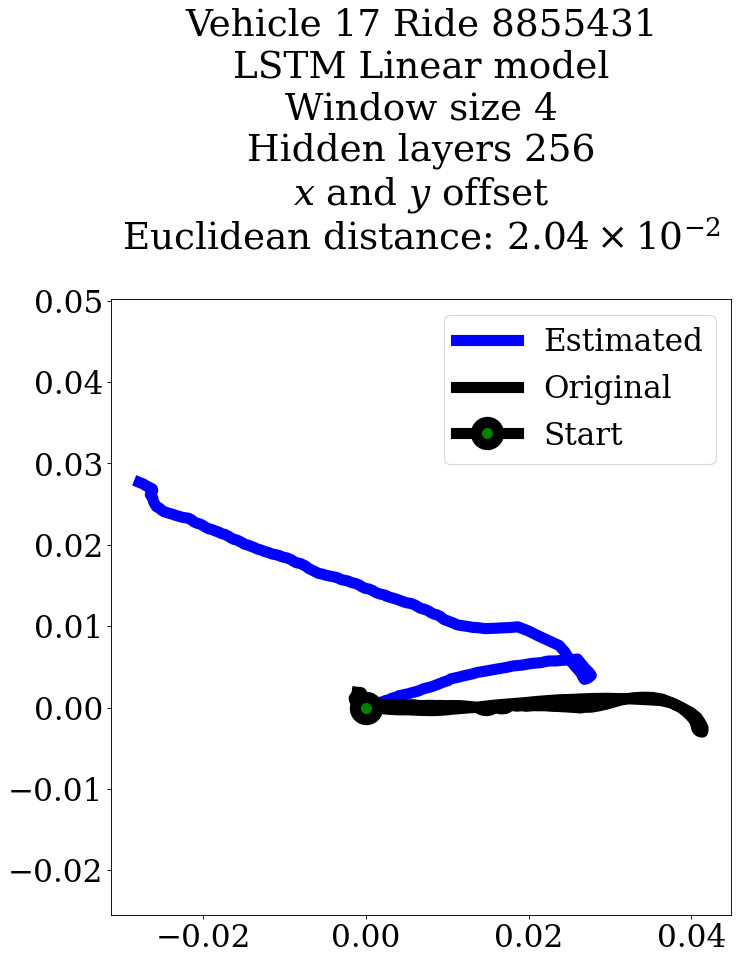 Vehicle 17 Ride 8855431
LSTM Linear model
Window size 4
Hidden layers 256
x and y offset
Euclidean distance: 2.04 × 10⁻²
0.05
0.04
0.03
0.02
0.01
0.00
−0.01
−0.02
Estimated
Original
Start
−0.02 0.00 0.02 0.04